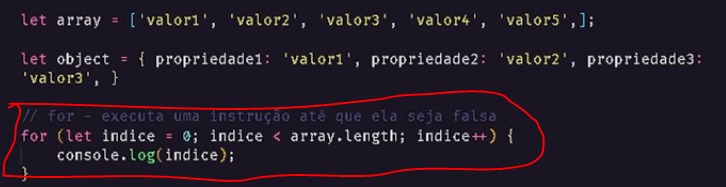 let array = ['valor1', 'valor2', 'valor3', 'valor4', 'valor5',];
let object = { propriedade1: 'valor1', propriedade2: 'valor2', propriedade3:
'valor3', }
// for - executa uma instrução até que ela seja falsa
for (let indice = 0; indice < array.length; indice++) {
console.log(indice);
}